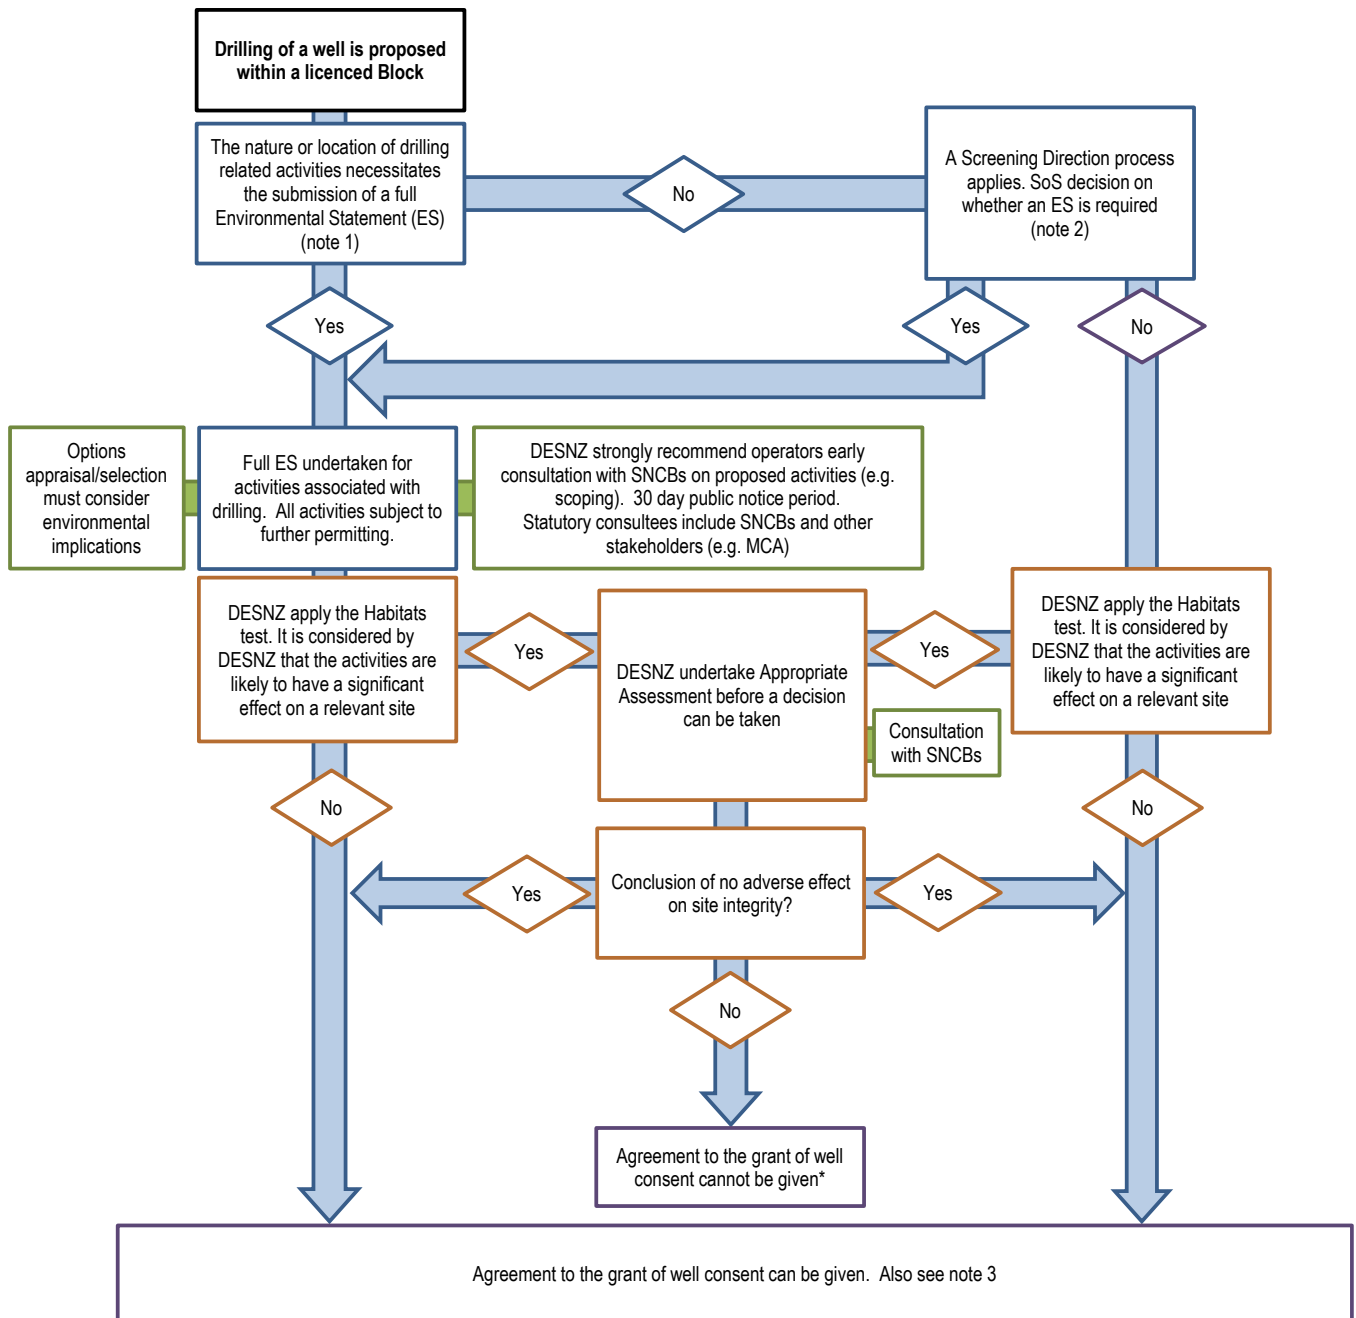 Drilling of a well is proposed
within a licenced Block
The nature or location of drilling
related activities necessitates
the submission of a full
Environmental Statement (ES)
(note 1)
No
A Screening Direction process
applies. SoS decision on
whether an ES is required
(note 2)
Yes
Yes
No
Options
appraisal/selection
must consider
environmental
implications
Full ES undertaken for
activities associated with
drilling. All activities subject to
further permitting.
DESNZ strongly recommend operators early
consultation with SNCBs on proposed activities (e.g.
scoping). 30 day public notice period.
Statutory consultees include SNCBs and other
stakeholders (e.g. MCA)
DESNZ apply the Habitats
test. It is considered by
DESNZ that the activities are
likely to have a significant
effect on a relevant site
Yes
DESNZ undertake Appropriate
Assessment before a decision
can be taken
Yes
DESNZ apply the Habitats
test. It is considered by
DESNZ that the activities are
likely to have a significant
effect on a relevant site
Consultation
with SNCBs
No
No
Yes
Conclusion of no adverse effect
on site integrity?
Yes
No
Agreement to the grant of well
consent cannot be given*
Agreement to the grant of well consent can be given. Also see note 3